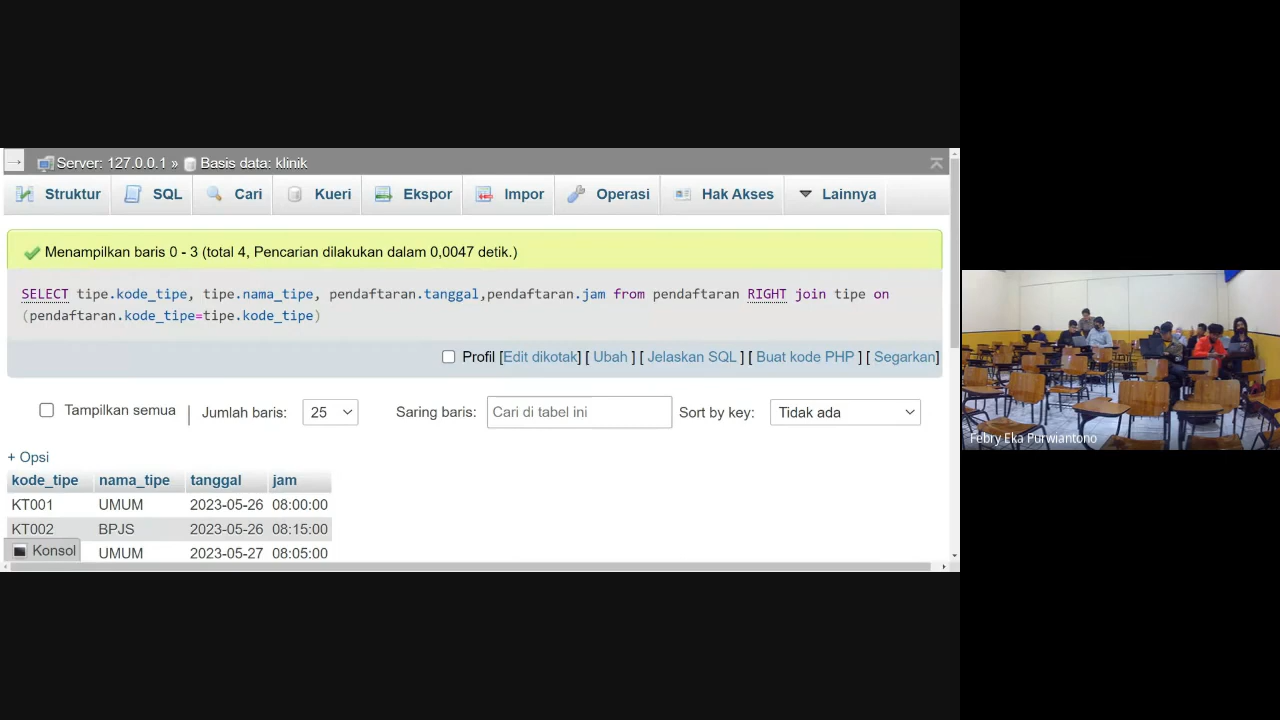 Server: 127.0.0.1 » Basis data: klinik
Struktur SQL Cari Kueri Ekspor Impor Operasi Hak Akses Lainnya
Menampilkan baris 0 - 3 (total 4, Pencarian dilakukan dalam 0,0047 detik.)
SELECT tipe.kode_tipe, tipe.nama_tipe, pendaftaran.tanggal,pendaftaran.jam from pendaftaran RIGHT join tipe on
(pendaftaran.kode_tipe=tipe.kode_tipe)
Profil [Edit dikotak] [ Ubah ] [ Jelaskan SQL ] [ Buat kode PHP ] [ Segarkan]
Tampilkan semua | Jumlah baris: 25 Saring baris: Cari di tabel ini Sort by key: Tidak ada
+ Opsi
kode_tipe nama_tipe tanggal jam
KT001 UMUM 2023-05-26 08:00:00
KT002 BPJS 2023-05-26 08:15:00
Konsol UMUM 2023-05-27 08:05:00
Febry Eka Purwiantono